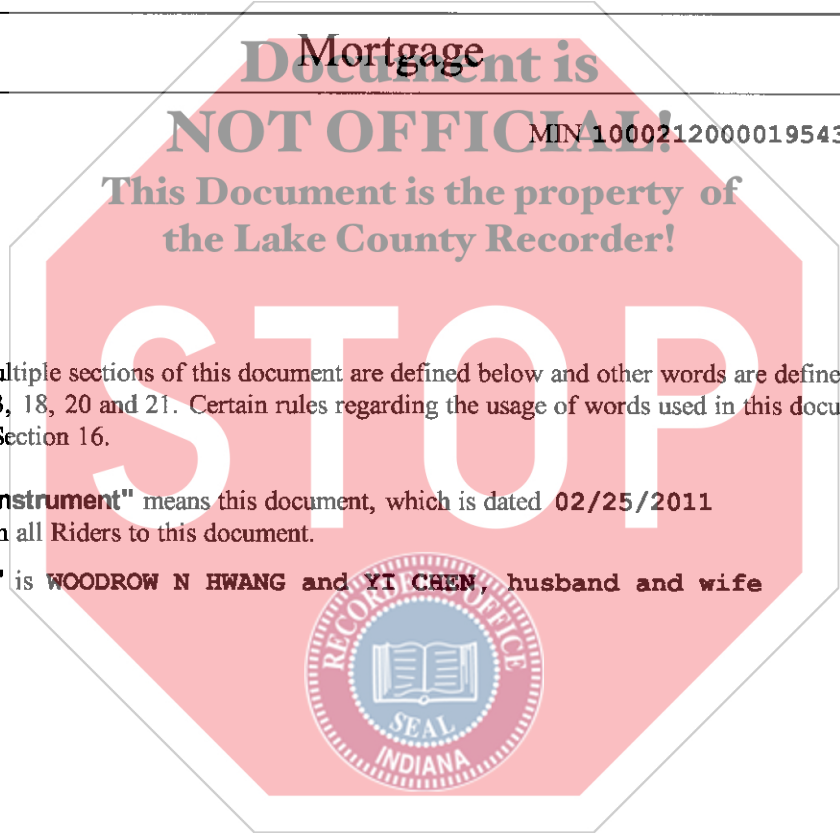 Mortgage
Document is
NOT OFFICIAL!
MIN 1000212000019543
This Document is the property of
the Lake County Recorder!
STOP
ultiple sections of this document are defined below and other words are define
3, 18, 20 and 21. Certain rules regarding the usage of words used in this docu
Section 16.
nstrument" means this document, which is dated 02/25/2011
n all Riders to this document.
" is WOODROW N HWANG and YI CHEN, husband and wife
RECORDER'S OFFICE
SEAL
INDIANA